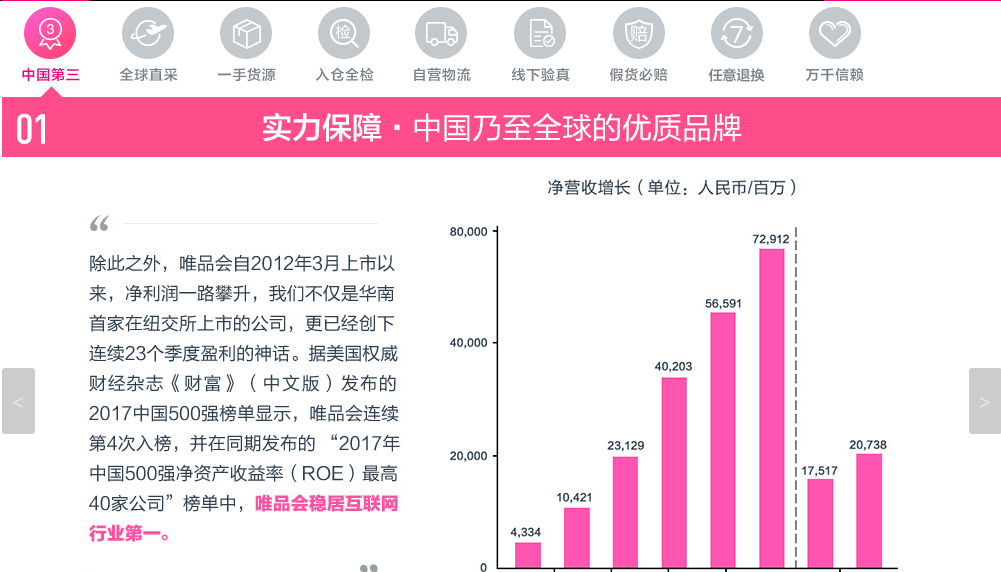 3 检 赔 7
中国第三 全球直采 一手货源 入仓全检 自营物流 线下验真 假货必赔 任意退换 万千信赖
01 实力保障·中国乃至全球的优质品牌
净营收增长（单位：人民币/百万）
“
除此之外，唯品会自2012年3月上市以
来，净利润一路攀升，我们不仅是华南
首家在纽交所上市的公司，更已经创下
连续23个季度盈利的神话。据美国权威
财经杂志《财富》（中文版）发布的
2017中国500强榜单显示，唯品会连续
第4次入榜，并在同期发布的 “2017年
中国500强净资产收益率（ROE）最高
40家公司”榜单中，唯品会稳居互联网
行业第一。
”
80,000
40,000
20,000
0
4,334
10,421
23,129
40,203
56,591
72,912
17,517
20,738
<
>